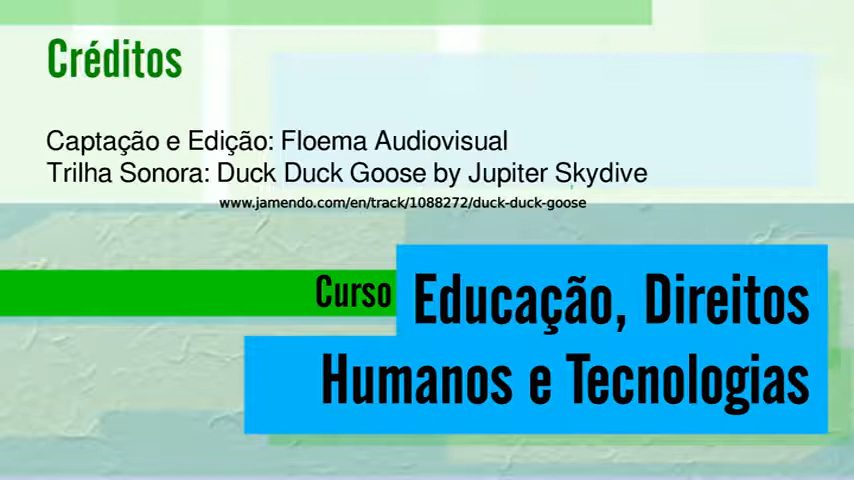 Créditos
Captação e Edição: Floema Audiovisual
Trilha Sonora: Duck Duck Goose by Jupiter Skydive
www.jamendo.com/en/track/1088272/duck-duck-goose
Curso Educação, Direitos
Humanos e Tecnologias